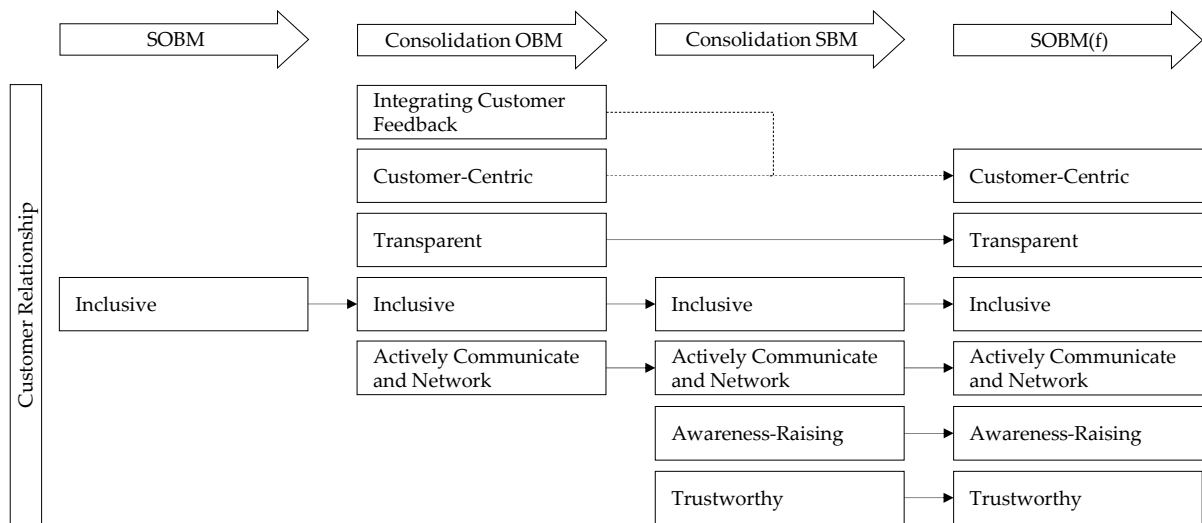 SOBM
Consolidation OBM
Consolidation SBM
SOBM(f)
Customer Relationship
Integrating Customer
Feedback
Customer-Centric
Customer-Centric
Transparent
Transparent
Inclusive
Inclusive
Inclusive
Inclusive
Actively Communicate
and Network
Actively Communicate
and Network
Actively Communicate
and Network
Awareness-Raising
Awareness-Raising
Trustworthy
Trustworthy